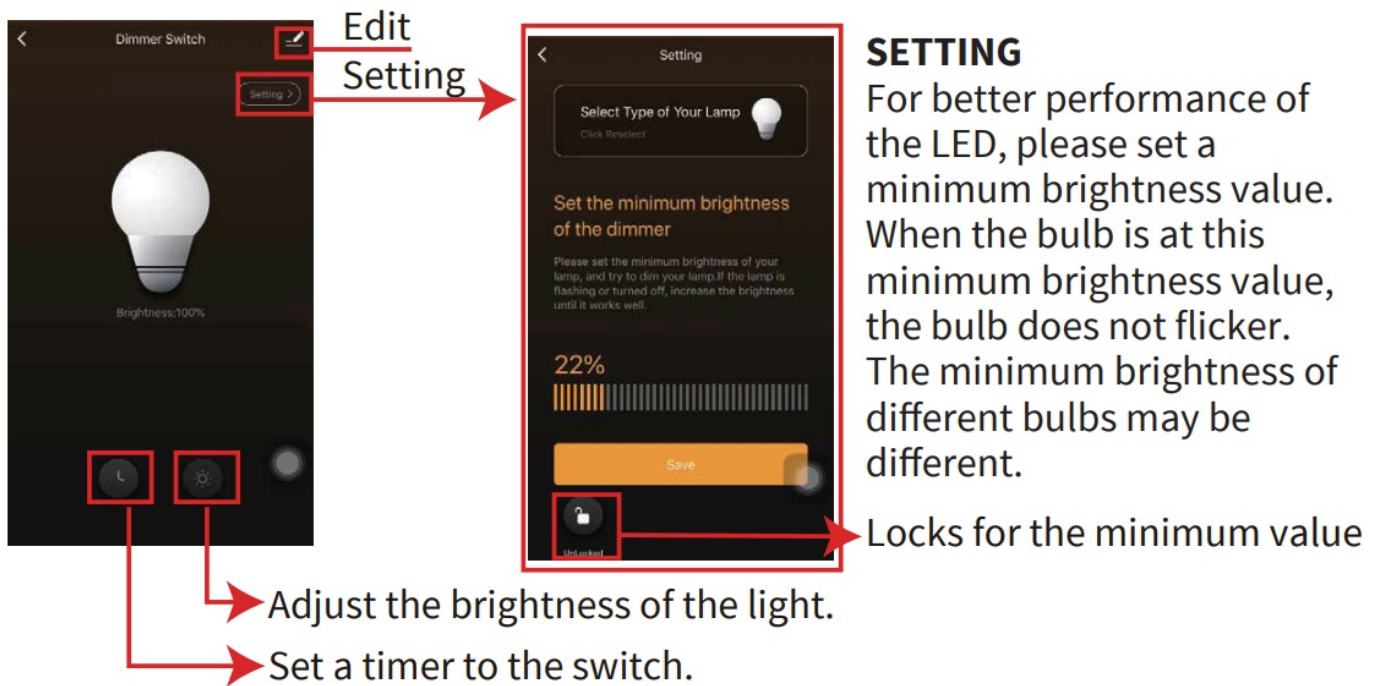 Dimmer Switch
Setting >
Brightness:100%
Edit
Setting
Setting
Select Type of Your Lamp
Click Reselect
Set the minimum brightness
of the dimmer
Please set the minimum brightness of your
lamp, and try to dim your lamp.If the lamp is
flashing or turned off, increase the brightness
until it works well.
22%
Save
UnLocked
SETTING
For better performance of
the LED, please set a
minimum brightness value.
When the bulb is at this
minimum brightness value,
the bulb does not flicker.
The minimum brightness of
different bulbs may be
different.
Locks for the minimum value
Adjust the brightness of the light.
Set a timer to the switch.